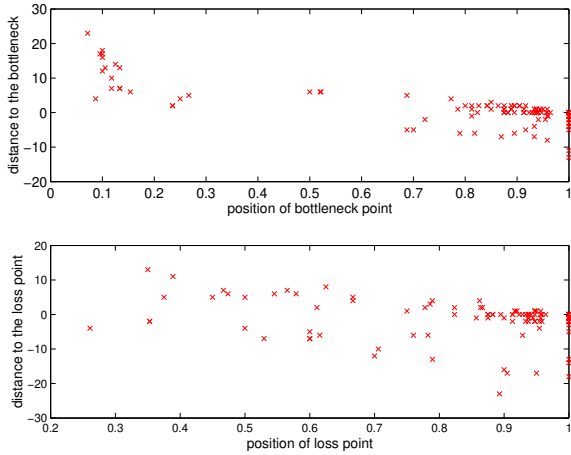 30
20
10
0
−10
−20
distance to the bottleneck
0 0.1 0.2 0.3 0.4 0.5 0.6 0.7 0.8 0.9 1
position of bottleneck point
20
10
0
−10
−20
−30
distance to the loss point
0.2 0.3 0.4 0.5 0.6 0.7 0.8 0.9 1
position of loss point